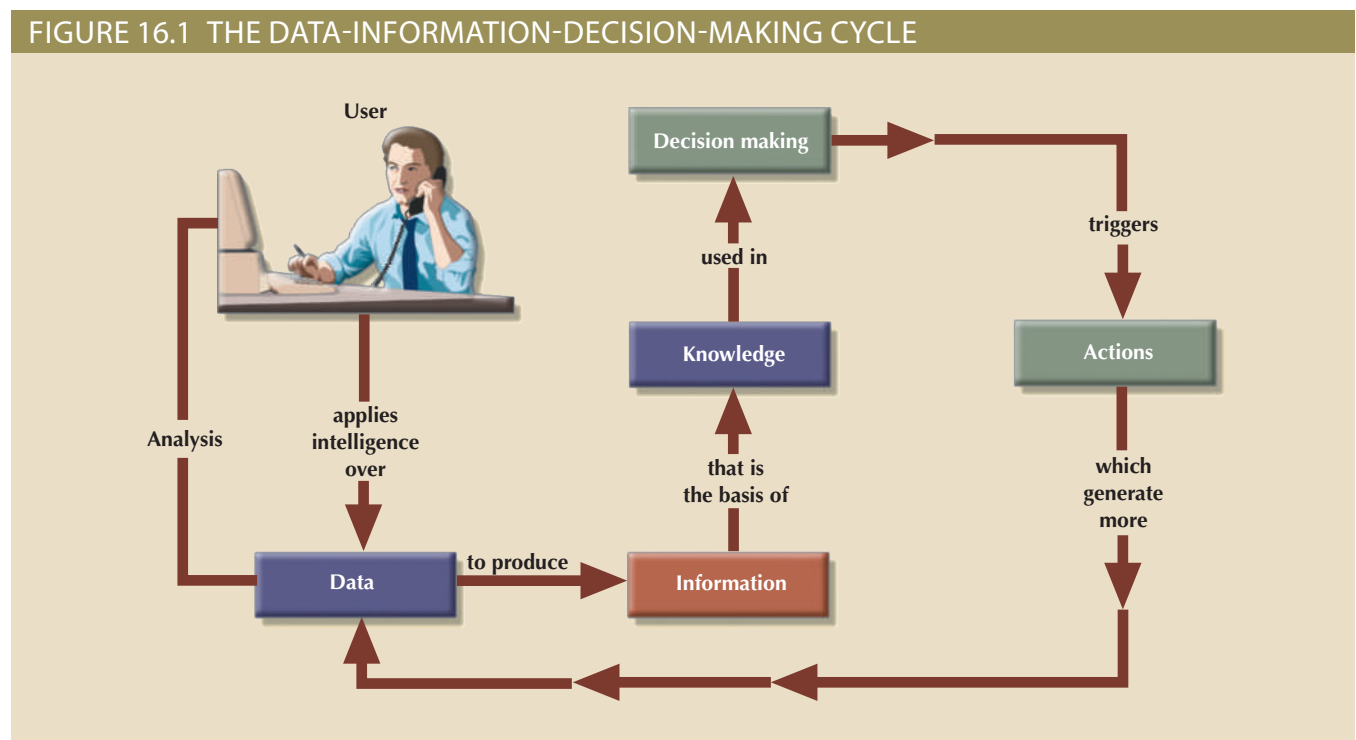 FIGURE 16.1 THE DATA-INFORMATION-DECISION-MAKING CYCLE
User
Analysis
applies
intelligence
over
Data
to produce
Information
that is
the basis of
Knowledge
used in
Decision making
triggers
Actions
which
generate
more